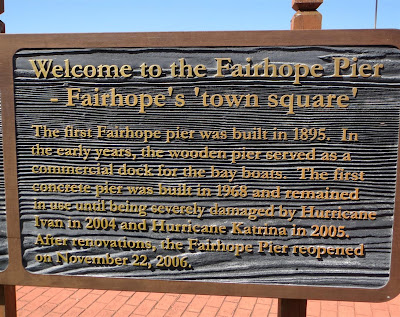 Welcome to the Fairhope Pier
- Fairhope's 'town square'
The first Fairhope pier was built in 1895. In
the early years, the wooden pier served as a
commercial dock for the bay boats. The first
concrete pier was built in 1968 and remained
in use until being severely damaged by Hurricane
Ivan in 2004 and Hurricane Katrina in 2005.
After renovations, the Fairhope Pier reopened
on November 22, 2006.